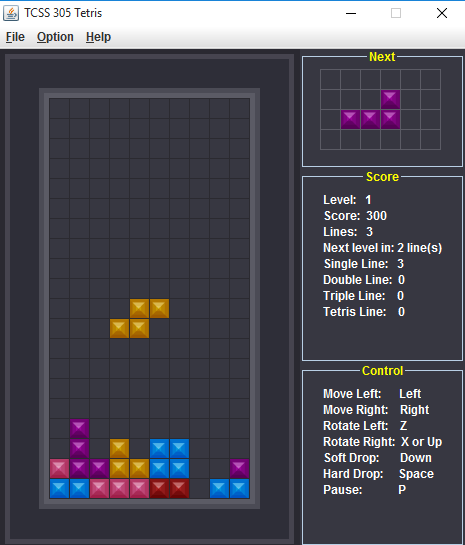 TCSS 305 Tetris
File Option Help
Next
Score
Level: 1
Score: 300
Lines: 3
Next level in: 2 line(s)
Single Line: 3
Double Line: 0
Triple Line: 0
Tetris Line: 0
Control
Move Left: Left
Move Right: Right
Rotate Left: Z
Rotate Right: X or Up
Soft Drop: Down
Hard Drop: Space
Pause: P